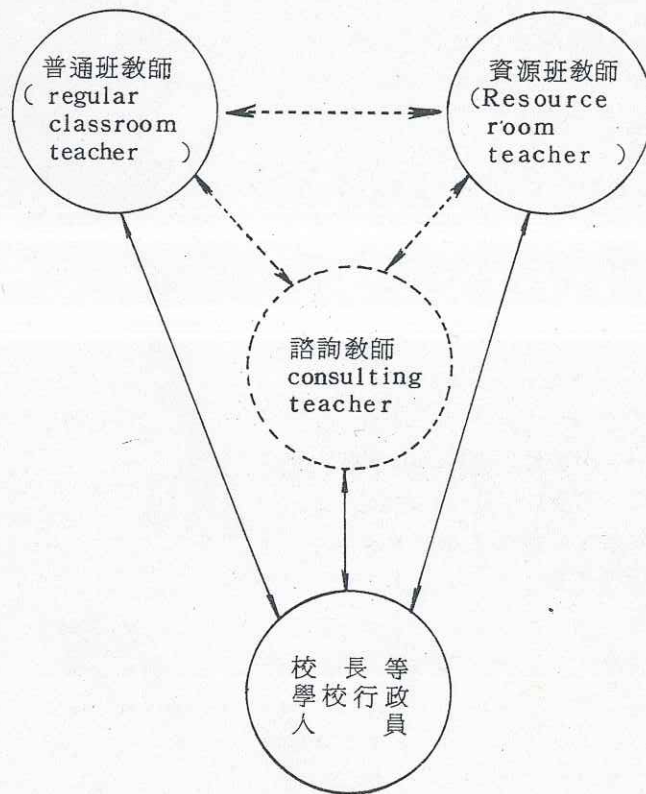 普通班教師
( regular
classroom
teacher )
資源班教師
(Resource
room
teacher )
諮詢教師
consulting
teacher
校長等
學校行政
人員